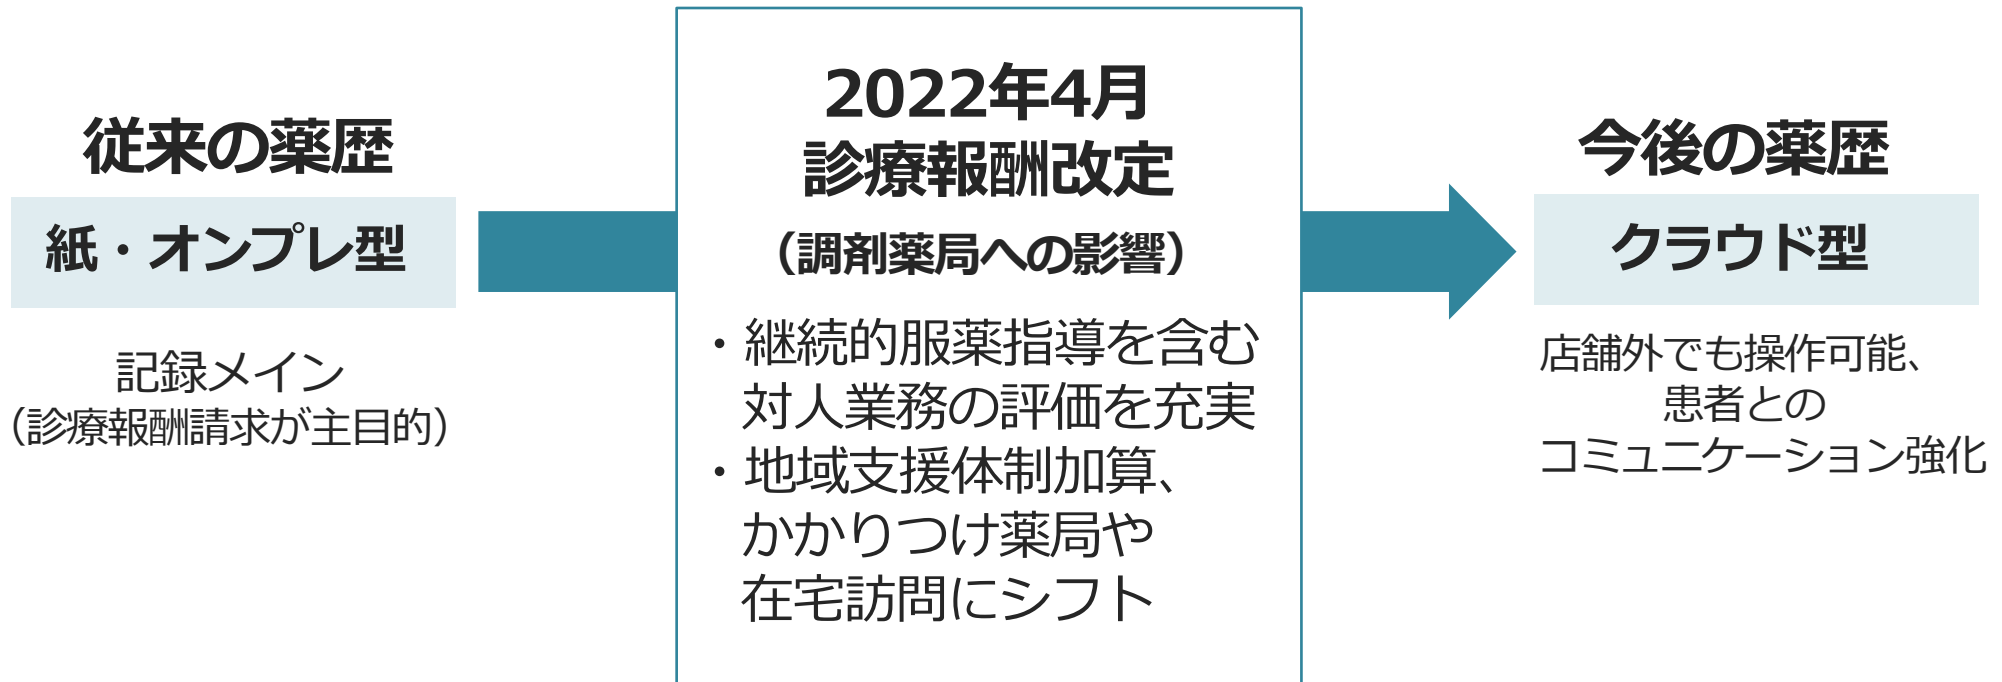 従来の薬歴
紙・オンプレ型
記録メイン
（診療報酬請求が主目的）
2022年4月
診療報酬改定
（調剤薬局への影響）
・継続的服薬指導を含む
対人業務の評価を充実
・地域支援体制加算、
かかりつけ薬局や
在宅訪問にシフト
今後の薬歴
クラウド型
店舗外でも操作可能、
患者との
コミュニケーション強化